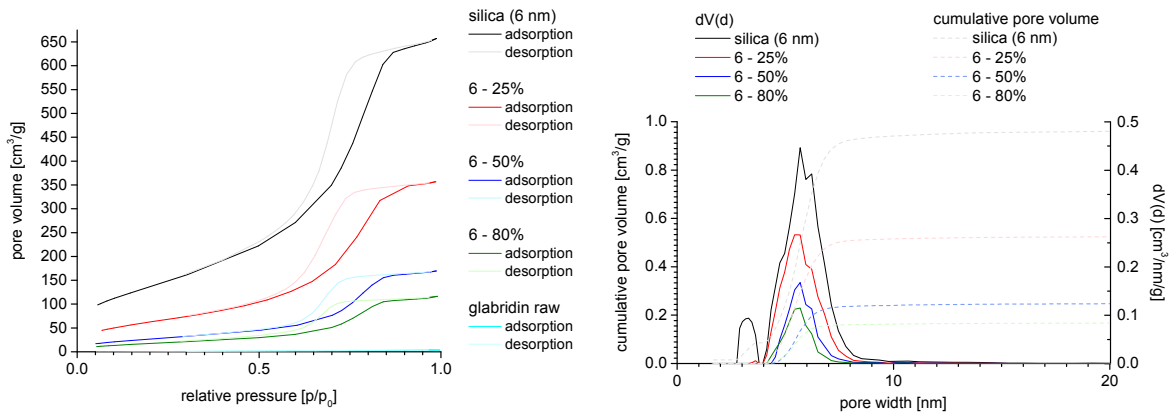 silica (6 nm)
adsorption
desorption
6 - 25%
adsorption
desorption
6 - 50%
adsorption
desorption
6 - 80%
adsorption
desorption
glabridin raw
adsorption
desorption
650
600
550
500
450
400
350
300
250
200
150
100
50
0
pore volume [cm³/g]
0.0
0.5
1.0
relative pressure [p/p₀]
dV(d)
silica (6 nm)
6 - 25%
6 - 50%
6 - 80%
cumulative pore volume
silica (6 nm)
6 - 25%
6 - 50%
6 - 80%
1.0
0.8
0.6
0.4
0.2
0.0
cumulative pore volume [cm³/g]
0.5
0.4
0.3
0.2
0.1
0.0
dV(d) [cm³/nm/g]
0
10
20
pore width [nm]